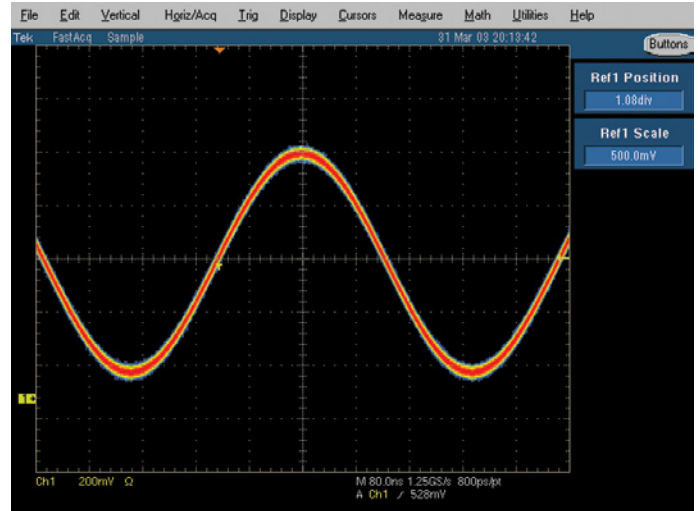 File Edit Vertical Horiz/Acq Trig Display Cursors Measure Math Utilities Help
Tek FastAcq Sample 31 Mar 03 20:13:42 Buttons
Ref1 Position
1.08div
Ref1 Scale
500.0mV
T
1
Ch1 200mV Ω M 80.0ns 1.25GS/s 800ps/pt
A Ch1 ∕ 528mV